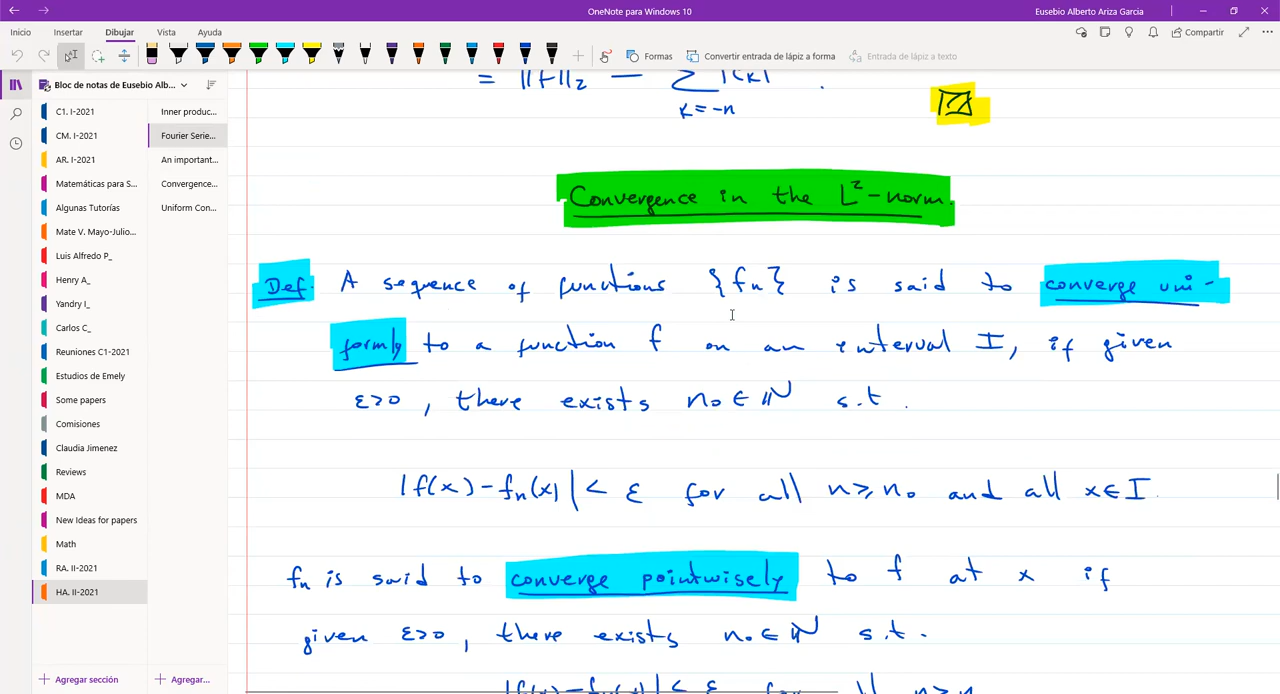 OneNote para Windows 10
Eusebio Alberto Ariza Garcia
Inicio Insertar Dibujar Vista Ayuda
Compartir
Formas
Convertir entrada de lápiz a forma
Entrada de lápiz a texto
Bloc de notas de Eusebio Alb...
C1. I-2021
CM. I-2021
AR. I-2021
Matemáticas para S...
Algunas Tutorías
Mate V. Mayo-Julio...
Luis Alfredo P_
Henry A_
Yandry I_
Carlos C_
Reuniones C1-2021
Estudios de Emely
Some papers
Comisiones
Claudia Jimenez
Reviews
MDA
New Ideas for papers
Math
RA. II-2021
HA. II-2021
Agregar sección
Inner produc...
Fourier Serie...
An important...
Convergence...
Uniform Con...
Agregar...
= ||f||₂ − Σ
k=-n
Convergence in the L²-norm.
Def. A sequence of functions {fn} is said to converge uni-
formly to a function f on an interval I, if given
ε>0, there exists n₀ ∈ ℕ s.t.
|f(x)-fn(x)| < ε for all n≥n₀ and all x∈I.
fn is said to converge pointwisely to f at x if
given ε>0, there exists n₀ ∈ ℕ s.t.
|f(x)-fn(x)| < ε for all n≥n₀